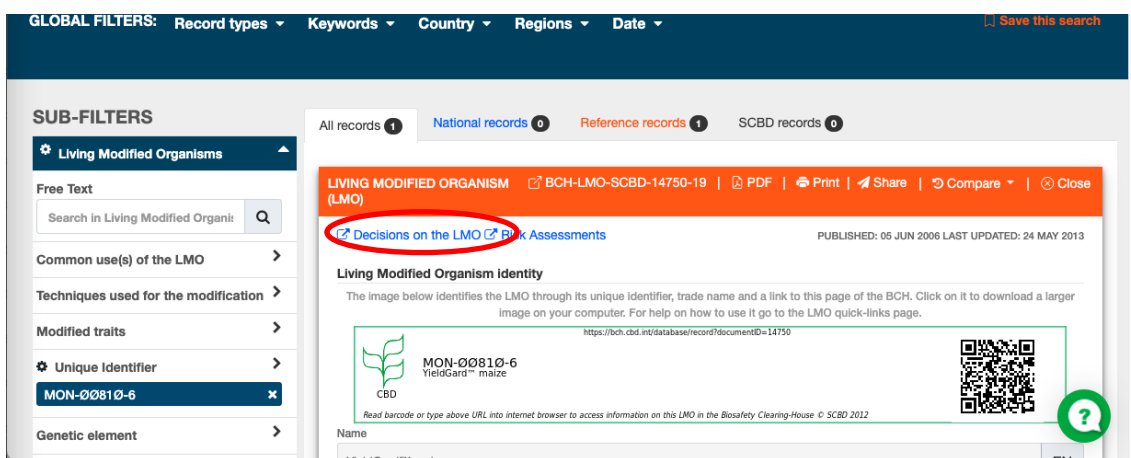 GLOBAL FILTERS: Record types Keywords Country Regions Date Save this search
SUB-FILTERS
All records 1 National records 0 Reference records 1 SCBD records 0
Living Modified Organisms
Free Text
Search in Living Modified Organis
Common use(s) of the LMO
Techniques used for the modification
Modified traits
Unique Identifier
MON-ØØ81Ø-6 ×
Genetic element
LIVING MODIFIED ORGANISM (LMO) BCH-LMO-SCBD-14750-19 | PDF | Print | Share | Compare | Close
Decisions on the LMO Risk Assessments PUBLISHED: 05 JUN 2006 LAST UPDATED: 24 MAY 2013
Living Modified Organism identity
The image below identifies the LMO through its unique identifier, trade name and a link to this page of the BCH. Click on it to download a larger
image on your computer. For help on how to use it go to the LMO quick-links page.
https://bch.cbd.int/database/record?documentID=14750
MON-ØØ81Ø-6
YieldGard™ maize
CBD
Read barcode or type above URL into internet browser to access information on this LMO in the Biosafety Clearing-House © SCBD 2012
Name
?